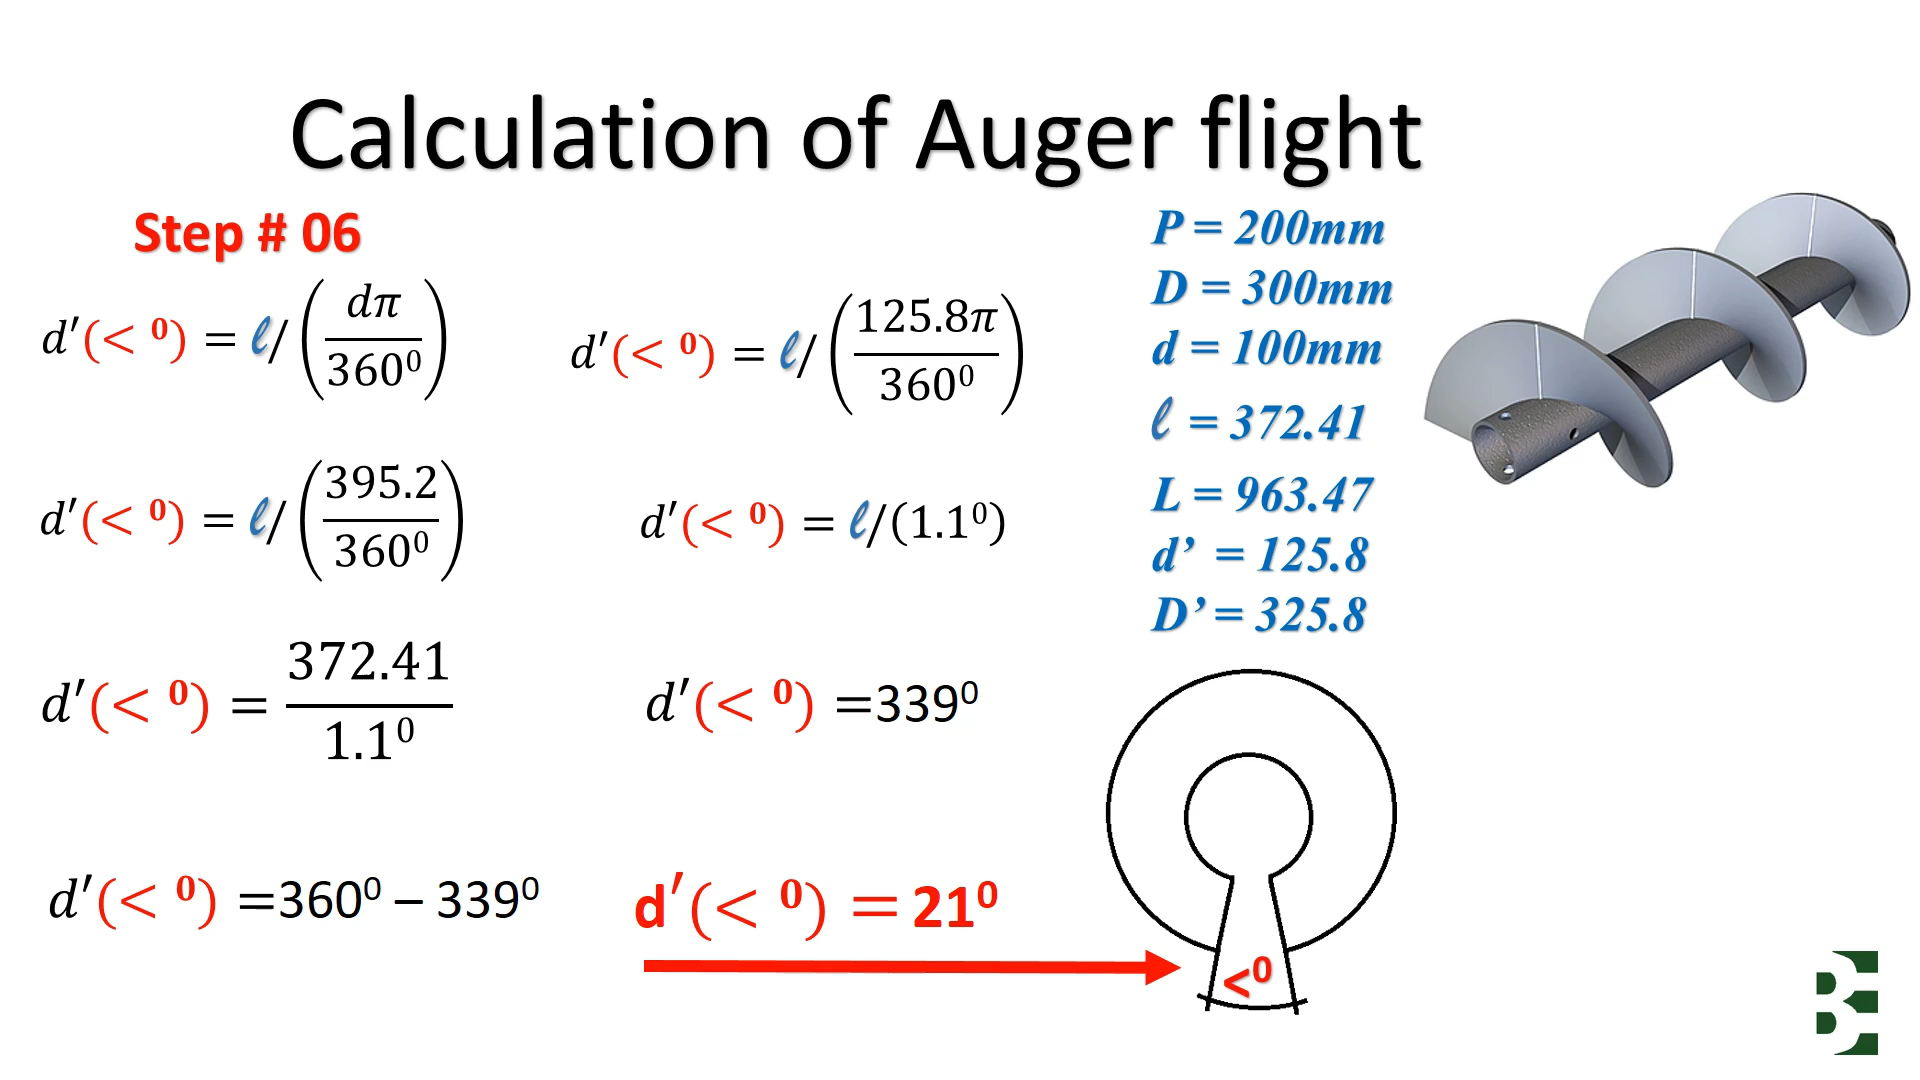 Calculation of Auger flight
Step # 06
d′(< ⁰) = ℓ/(dπ/360⁰)
d′(< ⁰) = ℓ/(125.8π/360⁰)
d′(< ⁰) = ℓ/(395.2/360⁰)
d′(< ⁰) = ℓ/(1.1⁰)
d′(< ⁰) = 372.41/1.1⁰
d′(< ⁰) =339⁰
d′(< ⁰) =360⁰ – 339⁰
d′(< ⁰) = 21⁰
P = 200mm
D = 300mm
d = 100mm
ℓ = 372.41
L = 963.47
d’ = 125.8
D’ = 325.8
<⁰
BE